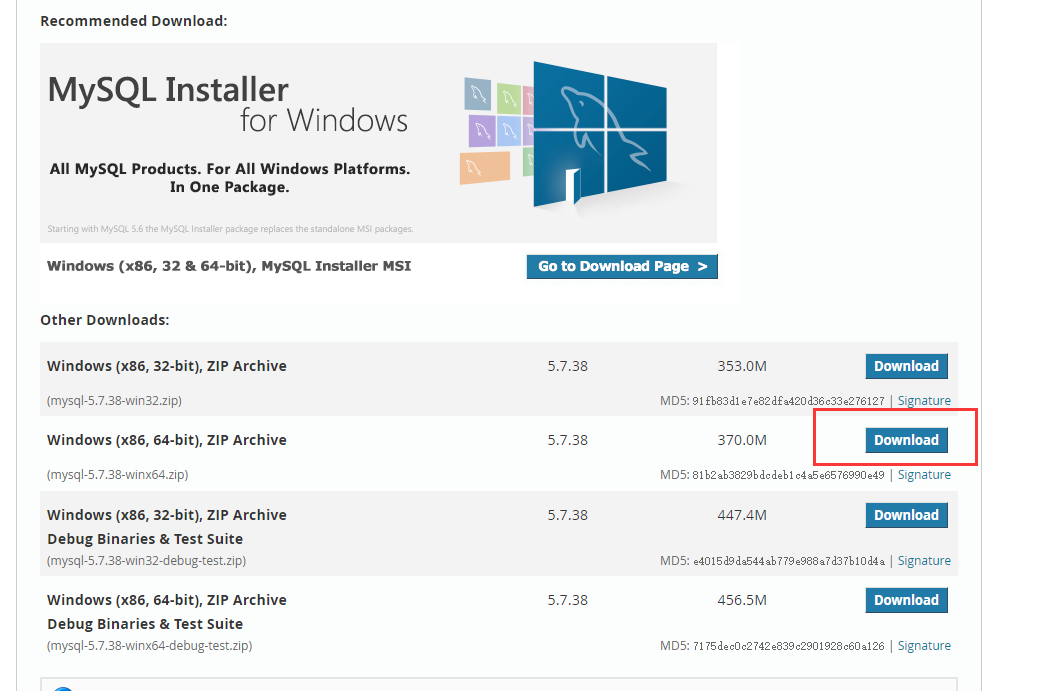 Recommended Download:
MySQL Installer
for Windows
All MySQL Products. For All Windows Platforms.
In One Package.
Starting with MySQL 5.6 the MySQL Installer package replaces the standalone MSI packages.
Windows (x86, 32 & 64-bit), MySQL Installer MSI Go to Download Page >
Other Downloads:
Windows (x86, 32-bit), ZIP Archive 5.7.38 353.0M Download
(mysql-5.7.38-win32.zip) MD5: 91fb83d1e7e82dfa420d36c33e276127 | Signature
Windows (x86, 64-bit), ZIP Archive 5.7.38 370.0M Download
(mysql-5.7.38-winx64.zip) MD5: 81b2ab3829bdcdeb1c4a5e6576990e49 | Signature
Windows (x86, 32-bit), ZIP Archive 5.7.38 447.4M Download
Debug Binaries & Test Suite
(mysql-5.7.38-win32-debug-test.zip) MD5: e4015d9da544ab779e988a7d37b10d4a | Signature
Windows (x86, 64-bit), ZIP Archive 5.7.38 456.5M Download
Debug Binaries & Test Suite
(mysql-5.7.38-winx64-debug-test.zip) MD5: 7175dec0c2742e839c2901928c60a126 | Signature